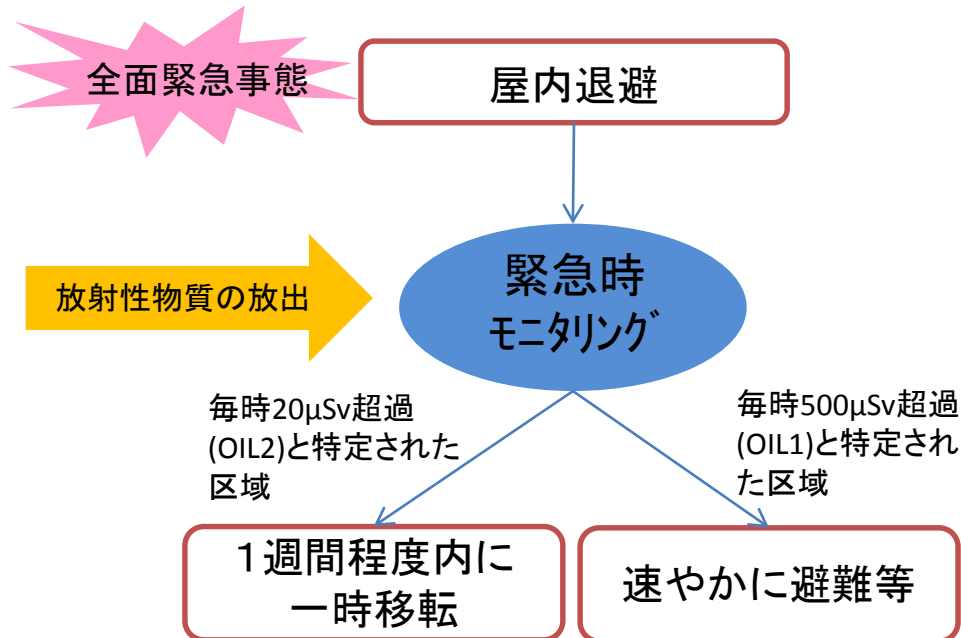 全面緊急事態
屋内退避
放射性物質の放出
緊急時
ﾓﾆﾀﾘﾝｸﾞ
毎時20μSv超過
(OIL2)と特定された
区域
毎時500μSv超過
(OIL1)と特定され
た区域
１週間程度内に
一時移転
速やかに避難等